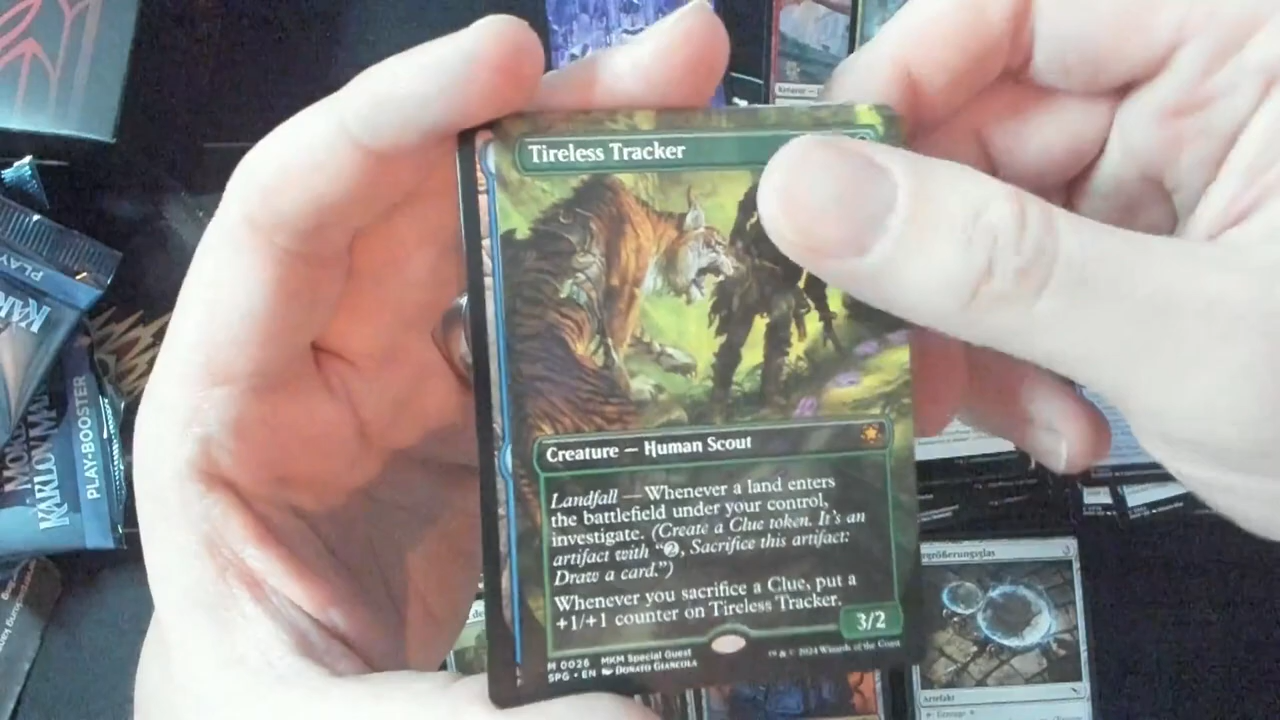 Tireless Tracker
Creature — Human Scout
Landfall — Whenever a land enters
the battlefield under your control,
investigate. (Create a Clue token. It's an
artifact with "2, Sacrifice this artifact:
Draw a card.")
Whenever you sacrifice a Clue, put a
+1/+1 counter on Tireless Tracker.
3/2
M 0026 MKM Special Guest
SPG • EN Donato Giancola
™ & © 2024 Wizards of the Coast
PLAY
KARLOV
PLAY-BOOSTER
rgrößerungsglas
Artefakt